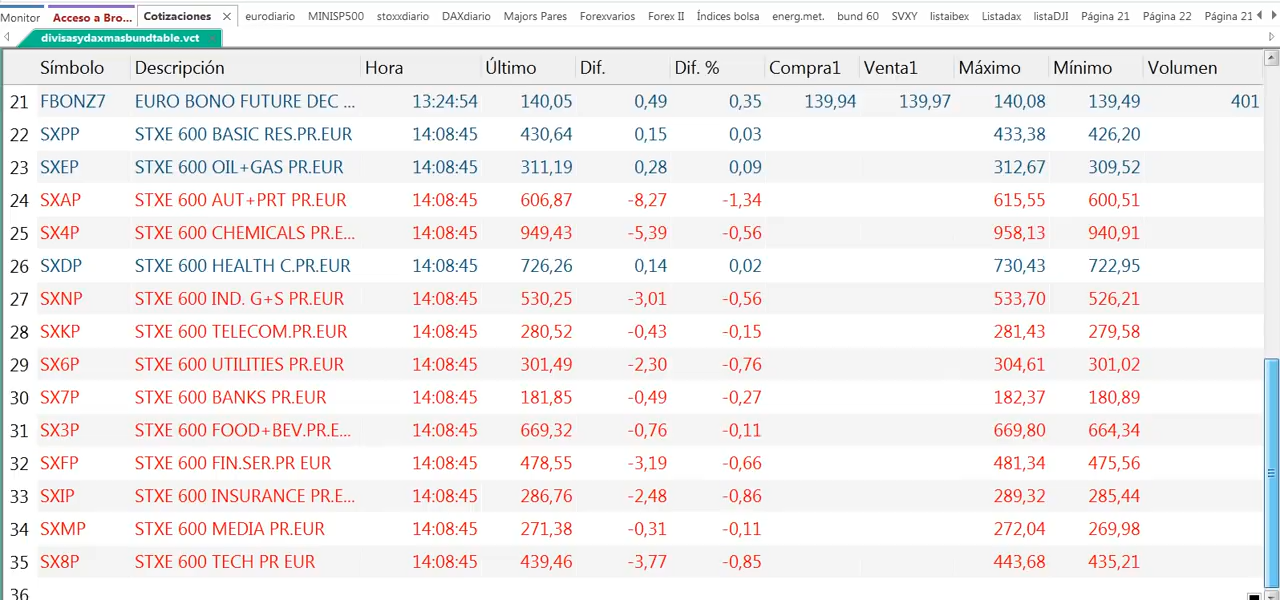 Monitor Acceso a Bro... Cotizaciones eurodiario MINISP500 stoxxdiario DAXdiario Majors Pares Forexvarios Forex II Índices bolsa energ.met. bund 60 SVXY listaibex Listadax listaDJI Página 21 Página 22 Página 21
divisasydaxmasbundtable.vct
Símbolo Descripción Hora Último Dif. Dif. % Compra1 Venta1 Máximo Mínimo Volumen
21 FBONZ7 EURO BONO FUTURE DEC ... 13:24:54 140,05 0,49 0,35 139,94 139,97 140,08 139,49 401
22 SXPP STXE 600 BASIC RES.PR.EUR 14:08:45 430,64 0,15 0,03 433,38 426,20
23 SXEP STXE 600 OIL+GAS PR.EUR 14:08:45 311,19 0,28 0,09 312,67 309,52
24 SXAP STXE 600 AUT+PRT PR.EUR 14:08:45 606,87 -8,27 -1,34 615,55 600,51
25 SX4P STXE 600 CHEMICALS PR.E... 14:08:45 949,43 -5,39 -0,56 958,13 940,91
26 SXDP STXE 600 HEALTH C.PR.EUR 14:08:45 726,26 0,14 0,02 730,43 722,95
27 SXNP STXE 600 IND. G+S PR.EUR 14:08:45 530,25 -3,01 -0,56 533,70 526,21
28 SXKP STXE 600 TELECOM.PR.EUR 14:08:45 280,52 -0,43 -0,15 281,43 279,58
29 SX6P STXE 600 UTILITIES PR.EUR 14:08:45 301,49 -2,30 -0,76 304,61 301,02
30 SX7P STXE 600 BANKS PR.EUR 14:08:45 181,85 -0,49 -0,27 182,37 180,89
31 SX3P STXE 600 FOOD+BEV.PR.E... 14:08:45 669,32 -0,76 -0,11 669,80 664,34
32 SXFP STXE 600 FIN.SER.PR EUR 14:08:45 478,55 -3,19 -0,66 481,34 475,56
33 SXIP STXE 600 INSURANCE PR.E... 14:08:45 286,76 -2,48 -0,86 289,32 285,44
34 SXMP STXE 600 MEDIA PR.EUR 14:08:45 271,38 -0,31 -0,11 272,04 269,98
35 SX8P STXE 600 TECH PR EUR 14:08:45 439,46 -3,77 -0,85 443,68 435,21
36